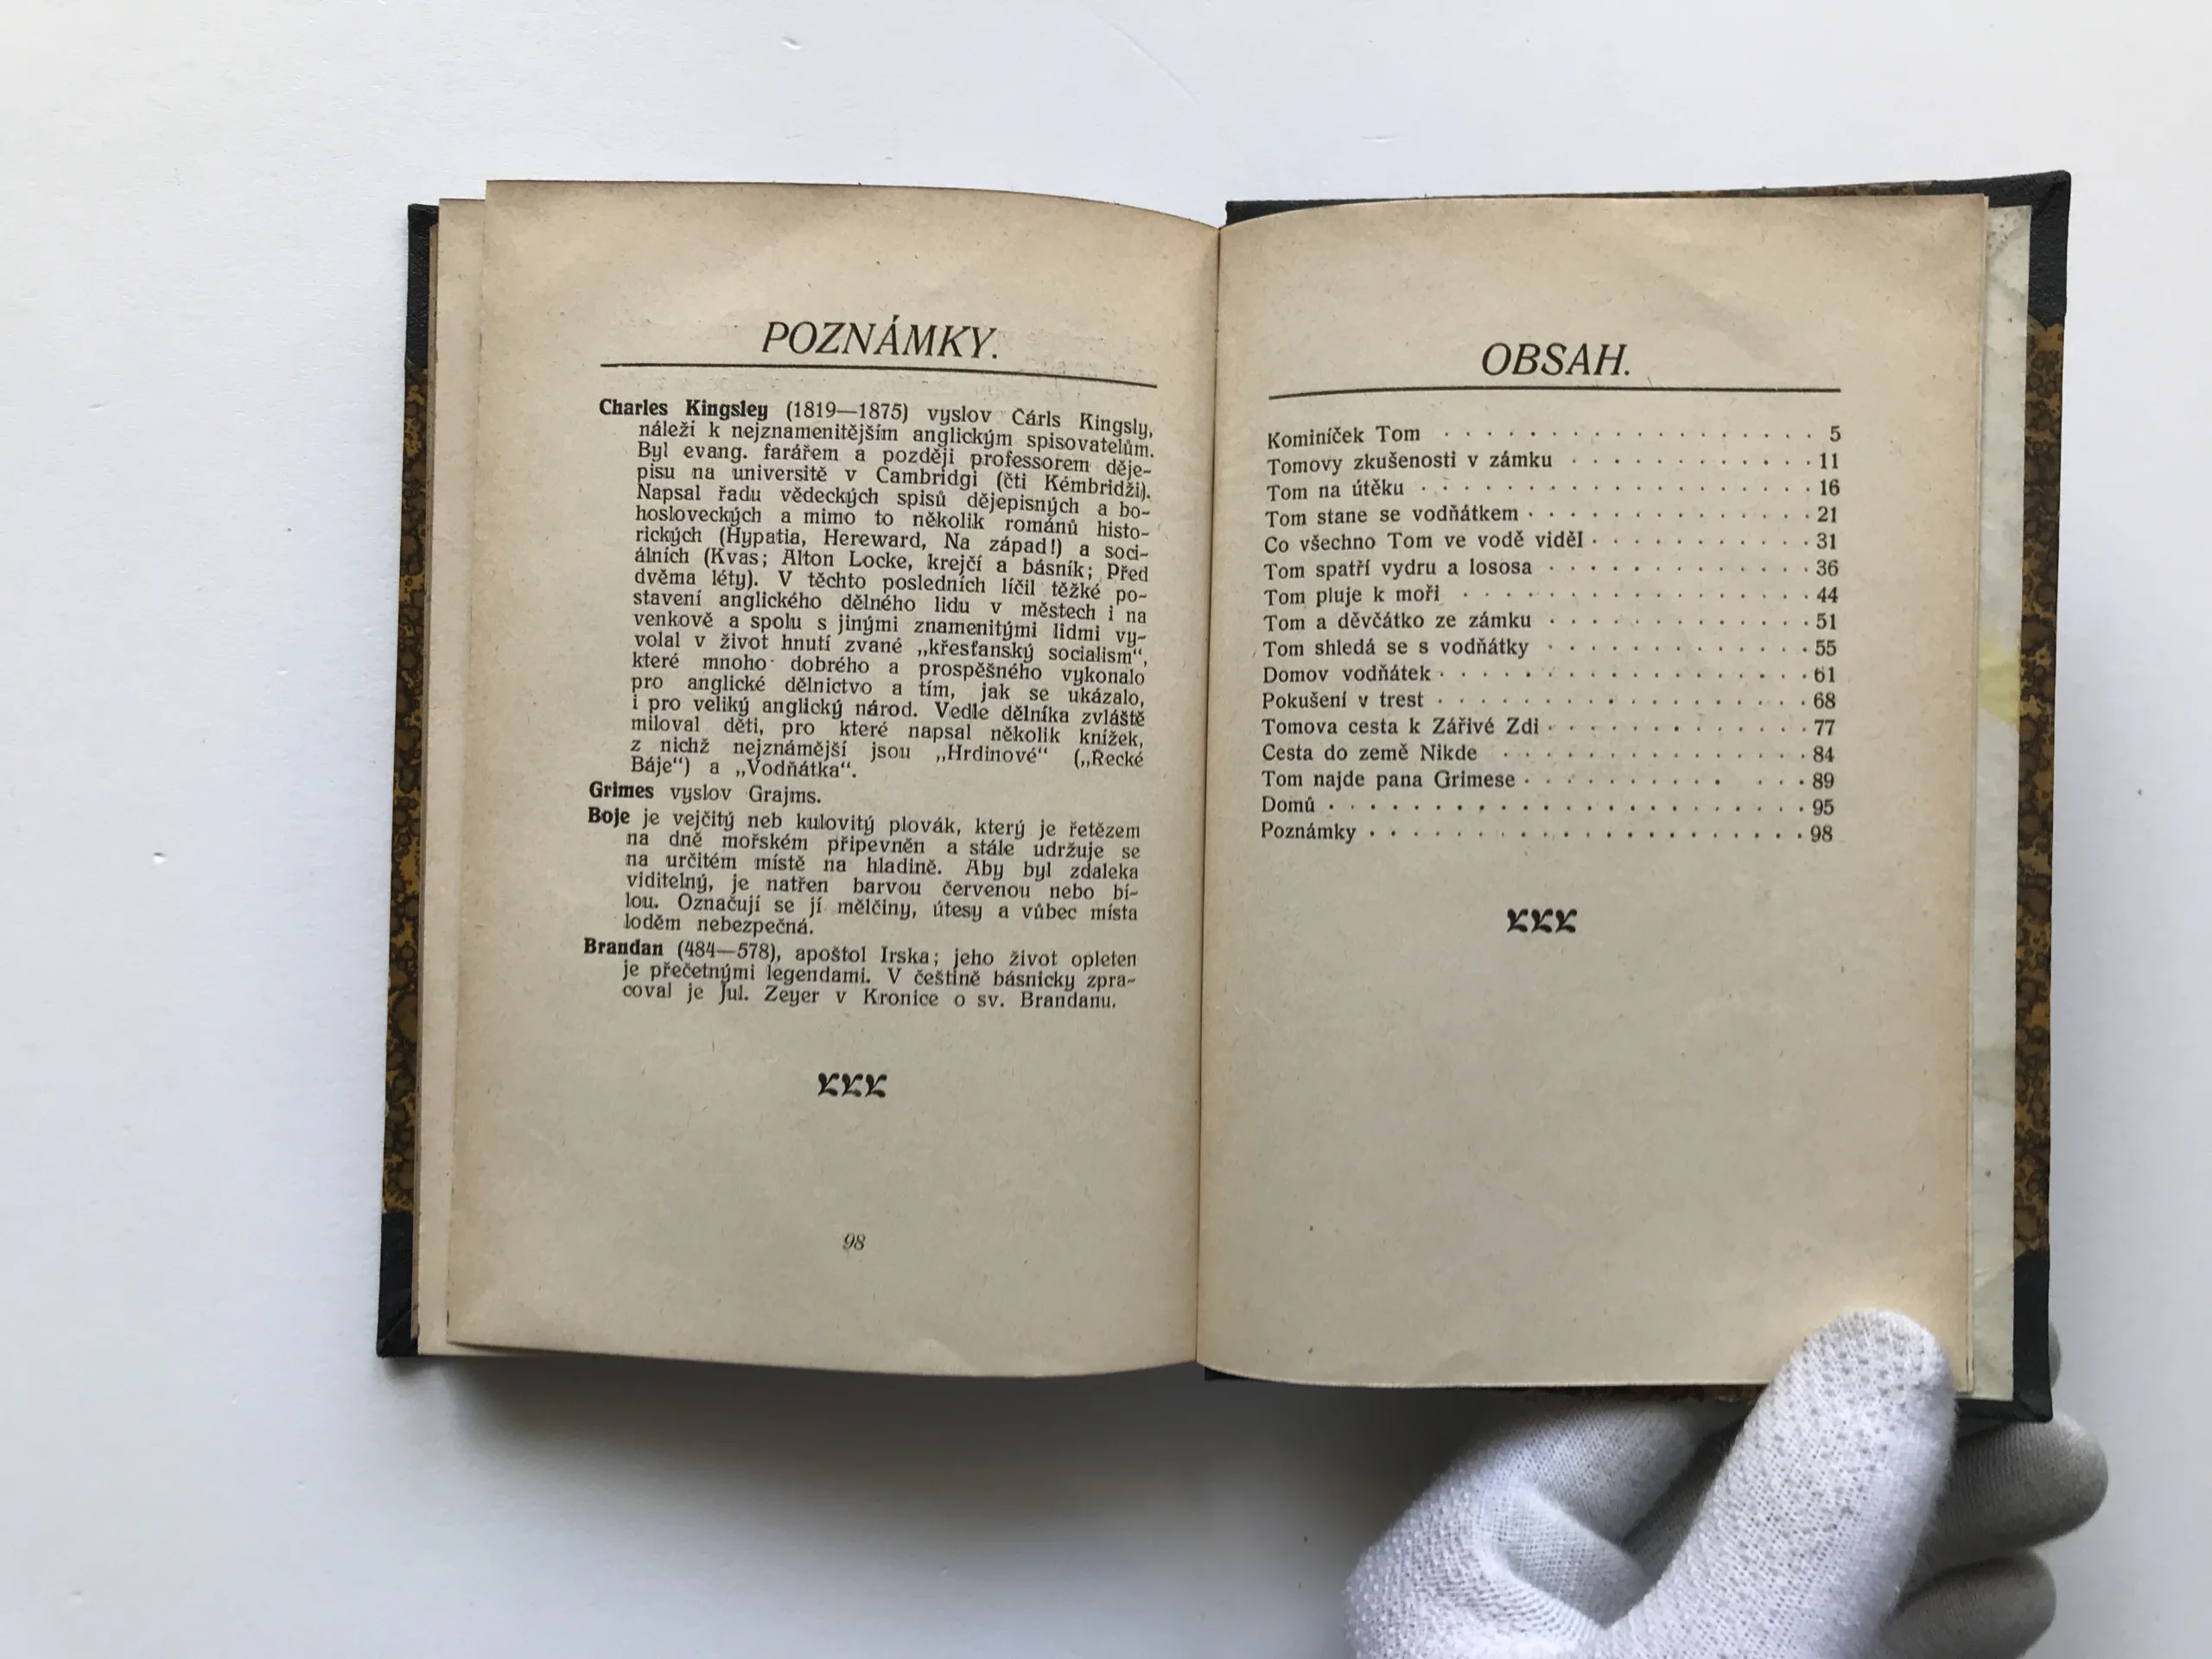 POZNÁMKY.
Charles Kingsley (1819—1875) vyslov Čárls Kingsly,
náleží k nejznamenitějším anglickým spisovatelům.
Byl evang. farářem a později professorem děje-
pisu na universitě v Cambridgi (čti Kémbridži).
Napsal řadu vědeckých spisů dějepisných a bo-
hosloveckých a mimo to několik románů histo-
rických (Hypatia, Hereward, Na západ!) a soci-
álních (Kvas; Alton Locke, krejčí a básník; Před
dvěma léty). V těchto posledních líčil těžké po-
stavení anglického dělného lidu v městech i na
venkově a spolu s jinými znamenitými lidmi vy-
volal v život hnutí zvané „křesťanský socialism“,
které mnoho dobrého a prospěšného vykonalo
pro anglické dělnictvo a tím, jak se ukázalo,
i pro veliký anglický národ. Vedle dělníka zvláště
miloval děti, pro které napsal několik knížek,
z nichž nejznámější jsou „Hrdinové“ („Řecké
Báje“) a „Vodňátka“.
Grimes vyslov Grajms.
Boje je vejčitý neb kulovitý plovák, který je řetězem
na dně mořském připevněn a stále udržuje se
na určitém místě na hladině. Aby byl zdaleka
viditelný, je natřen barvou červenou nebo bí-
lou. Označují se jí mělčiny, útesy a vůbec místa
loděm nebezpečná.
Brandan (484—578), apoštol Irska; jeho život opleten
je přečetnými legendami. V češtině básnicky zpra-
coval je Jul. Zeyer v Kronice o sv. Brandanu.
98
OBSAH.
Kominíček Tom . . . . . . . . . . . . . . . . . . 5
Tomovy zkušenosti v zámku . . . . . . . . . . . . 11
Tom na útěku . . . . . . . . . . . . . . . . . . 16
Tom stane se vodňátkem . . . . . . . . . . . . . . 21
Co všechno Tom ve vodě viděl . . . . . . . . . . . 31
Tom spatří vydru a lososa . . . . . . . . . . . . 36
Tom pluje k moři . . . . . . . . . . . . . . . . 44
Tom a děvčátko ze zámku . . . . . . . . . . . . . 51
Tom shledá se s vodňátky . . . . . . . . . . . . . 55
Domov vodňátek . . . . . . . . . . . . . . . . . 61
Pokušení v trest . . . . . . . . . . . . . . . . . 68
Tomova cesta k Zářivé Zdi . . . . . . . . . . . . 77
Cesta do země Nikde . . . . . . . . . . . . . . . 84
Tom najde pana Grimese . . . . . . . . . . . . . 89
Domů . . . . . . . . . . . . . . . . . . . . . . 95
Poznámky . . . . . . . . . . . . . . . . . . . . 98